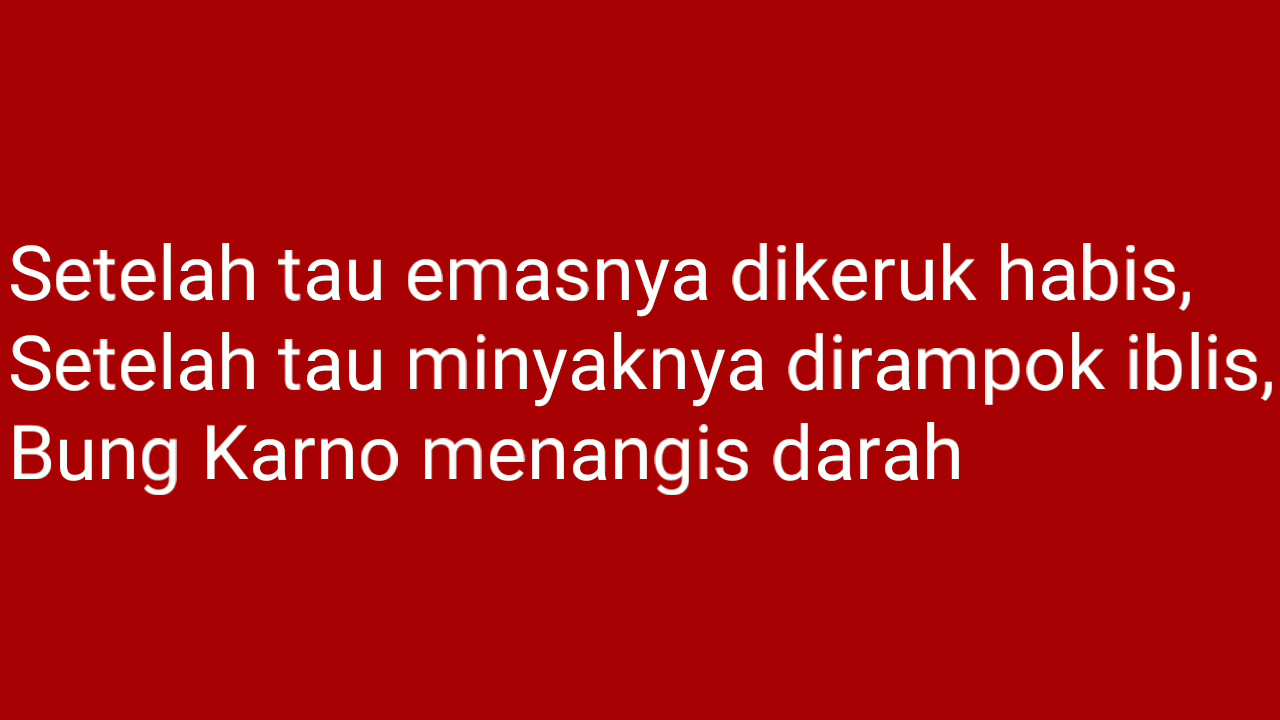 Setelah tau emasnya dikeruk habis,
Setelah tau minyaknya dirampok iblis,
Bung Karno menangis darah